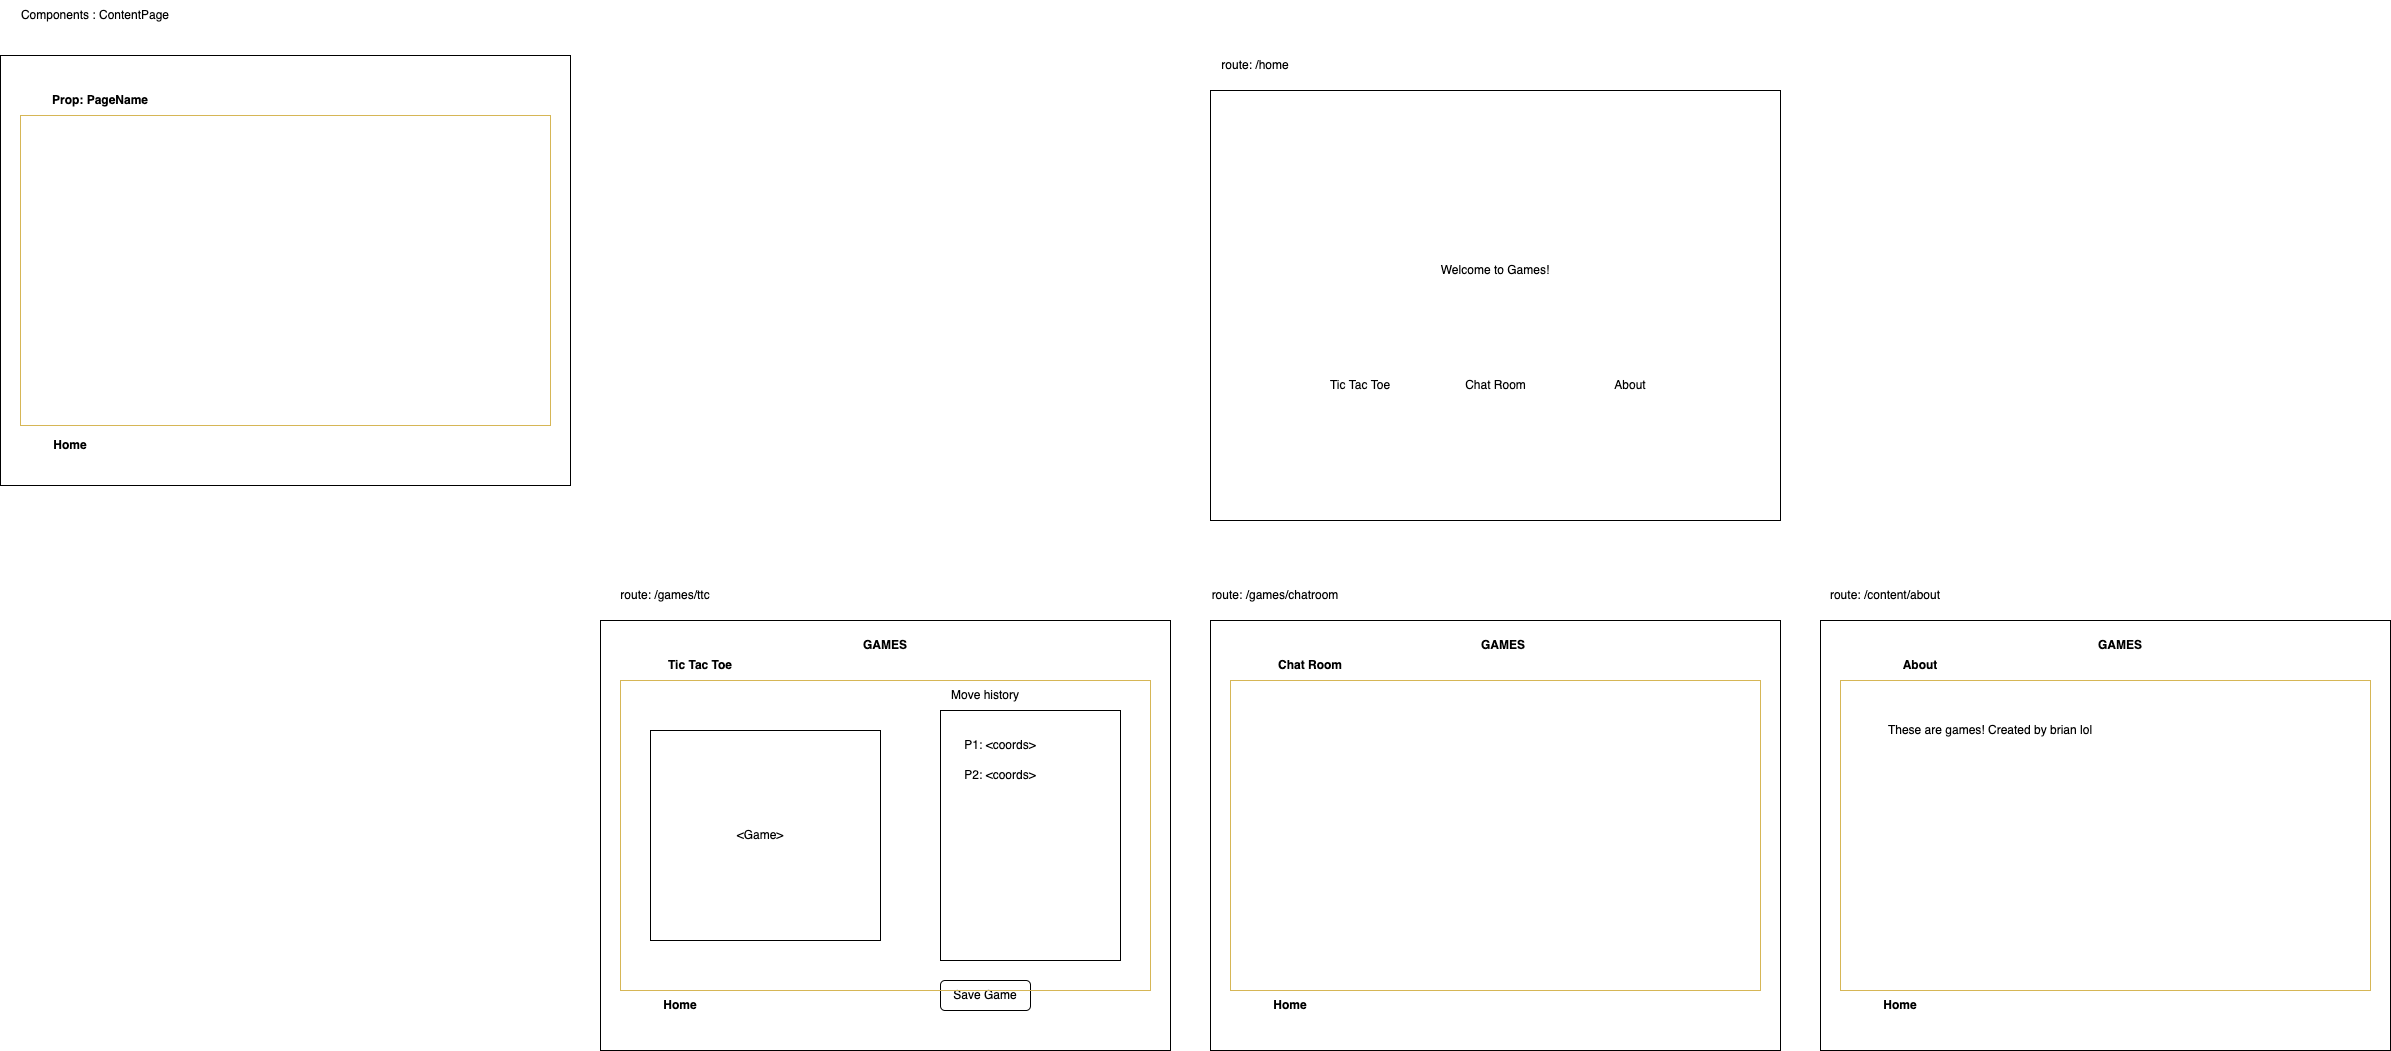 Components : ContentPage
Prop: PageName
Home
route: /home
Welcome to Games!
Tic Tac Toe
Chat Room
About
route: /games/ttc
GAMES
Tic Tac Toe
Move history
P1: <coords>
P2: <coords>
<Game>
Save Game
Home
route: /games/chatroom
GAMES
Chat Room
Home
route: /content/about
GAMES
About
These are games! Created by brian lol
Home